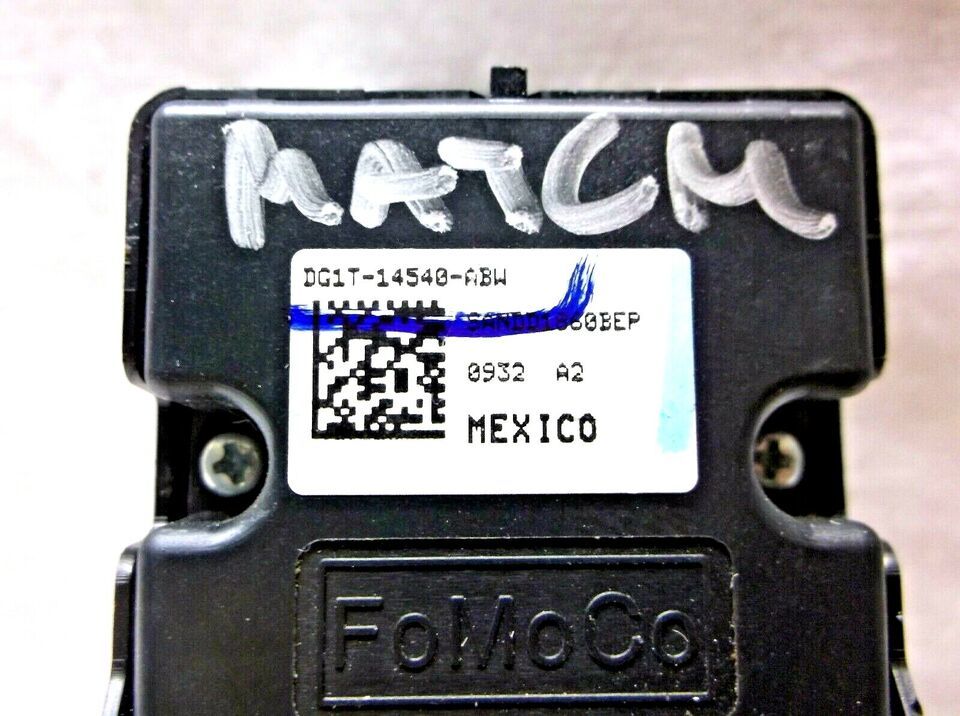 MATCH
DG1T-14540-ABW
0932 A2
MEXICO
FoMoCo